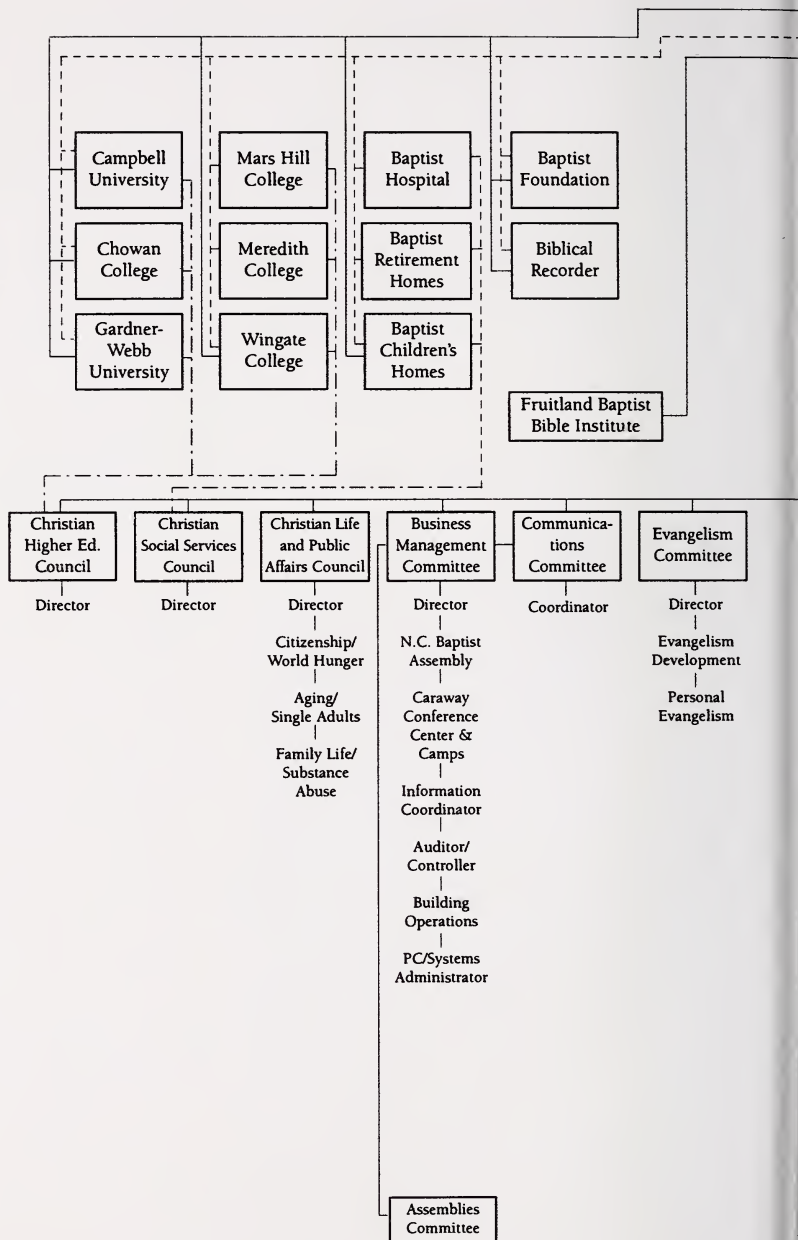 Campbell
University
Mars Hill
College
Baptist
Hospital
Baptist
Foundation
Chowan
College
Meredith
College
Baptist
Retirement
Homes
Biblical
Recorder
Gardner-
Webb
University
Wingate
College
Baptist
Children's
Homes
Fruitland Baptist
Bible Institute
Christian
Higher Ed.
Council
Director
Christian
Social Services
Council
Director
Christian Life
and Public
Affairs Council
Director
Citizenship/
World Hunger
Aging/
Single Adults
Family Life/
Substance
Abuse
Business
Management
Committee
Director
N.C. Baptist
Assembly
Caraway
Conference
Center &
Camps
Information
Coordinator
Auditor/
Controller
Building
Operations
PC/Systems
Administrator
Communica-
tions
Committee
Coordinator
Evangelism
Committee
Director
Evangelism
Development
Personal
Evangelism
Assemblies
Committee